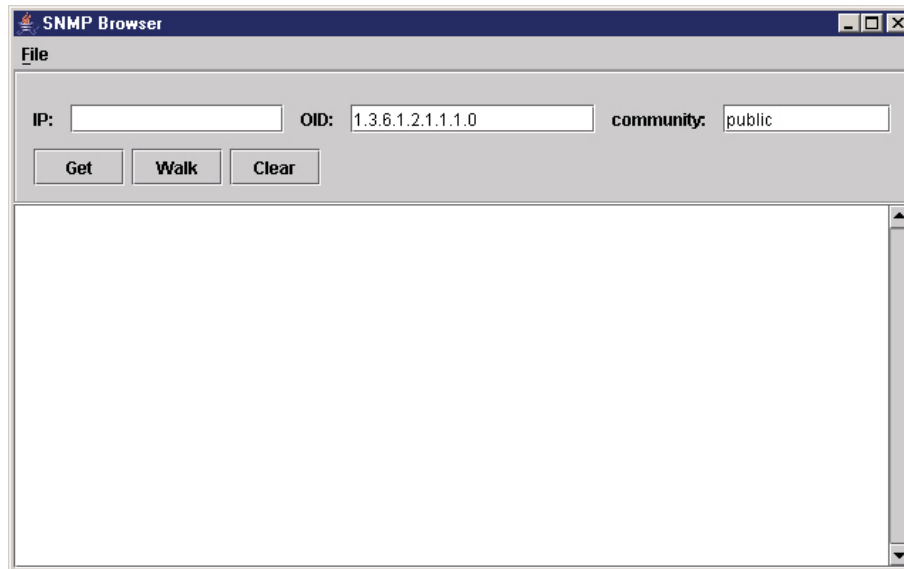 SNMP Browser
File
IP: OID: 1.3.6.1.2.1.1.1.0 community: public
Get Walk Clear